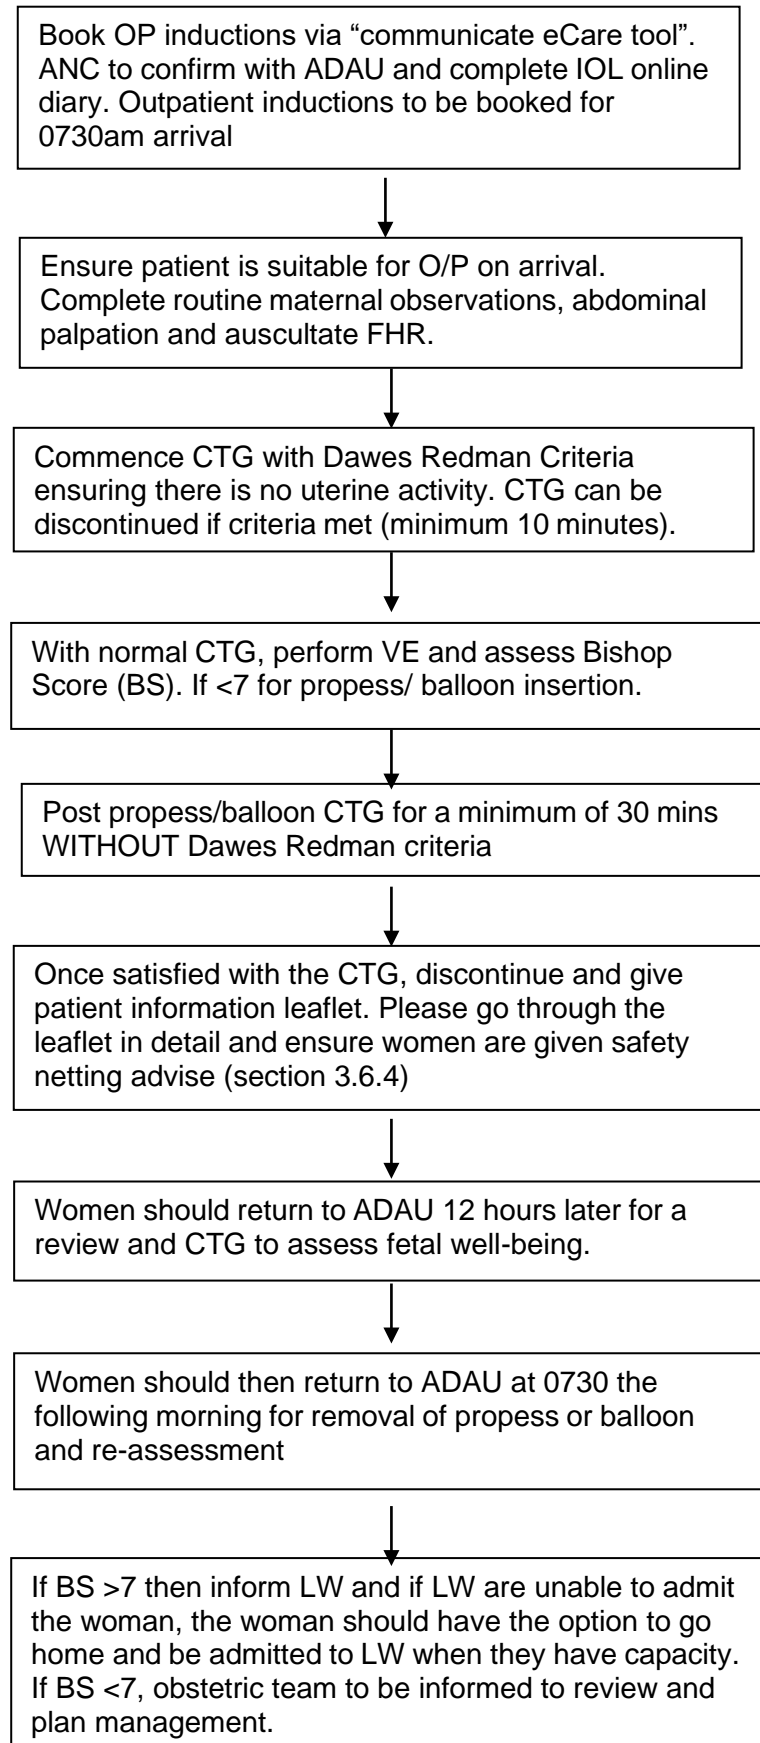 Book OP inductions via “communicate eCare tool”.
ANC to confirm with ADAU and complete IOL online
diary. Outpatient inductions to be booked for
0730am arrival
Ensure patient is suitable for O/P on arrival.
Complete routine maternal observations, abdominal
palpation and auscultate FHR.
Commence CTG with Dawes Redman Criteria
ensuring there is no uterine activity. CTG can be
discontinued if criteria met (minimum 10 minutes).
With normal CTG, perform VE and assess Bishop
Score (BS). If <7 for propess/ balloon insertion.
Post propess/balloon CTG for a minimum of 30 mins
WITHOUT Dawes Redman criteria
Once satisfied with the CTG, discontinue and give
patient information leaflet. Please go through the
leaflet in detail and ensure women are given safety
netting advise (section 3.6.4)
Women should return to ADAU 12 hours later for a
review and CTG to assess fetal well-being.
Women should then return to ADAU at 0730 the
following morning for removal of propess or balloon
and re-assessment
If BS >7 then inform LW and if LW are unable to admit
the woman, the woman should have the option to go
home and be admitted to LW when they have capacity.
If BS <7, obstetric team to be informed to review and
plan management.